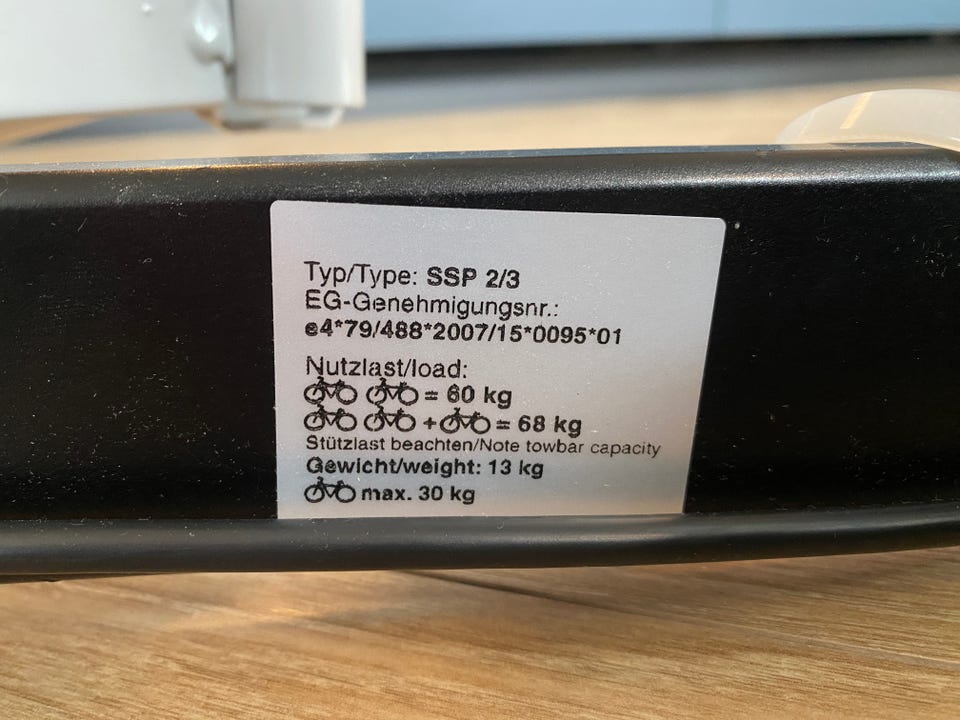 Typ/Type: SSP 2/3
EG-Genehmigungsnr.:
e4*79/488*2007/15*0095*01
Nutzlast/load:
= 60 kg
+ = 68 kg
Stützlast beachten/Note towbar capacity
Gewicht/weight: 13 kg
max. 30 kg